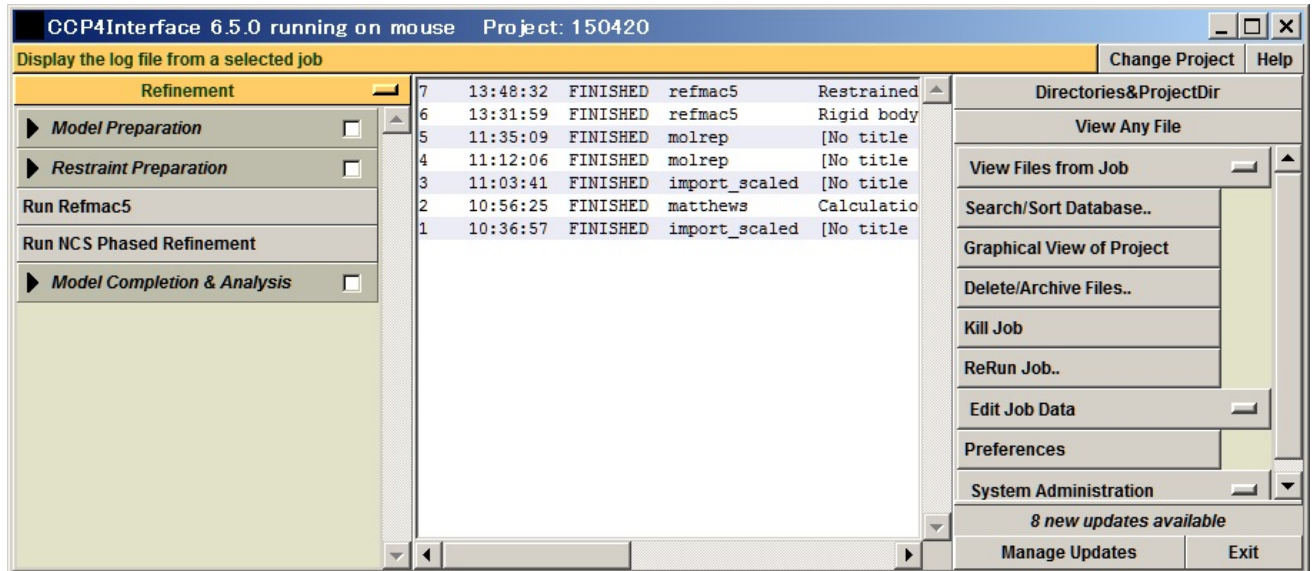 CCP4Interface 6.5.0 running on mouse Project: 150420
Display the log file from a selected job
Change Project
Help
Refinement
Model Preparation
Restraint Preparation
Run Refmac5
Run NCS Phased Refinement
Model Completion & Analysis
7 13:48:32 FINISHED refmac5 Restrained
6 13:31:59 FINISHED refmac5 Rigid body
5 11:35:09 FINISHED molrep [No title
4 11:12:06 FINISHED molrep [No title
3 11:03:41 FINISHED import_scaled [No title
2 10:56:25 FINISHED matthews Calculatio
1 10:36:57 FINISHED import_scaled [No title
Directories&ProjectDir
View Any File
View Files from Job
Search/Sort Database..
Graphical View of Project
Delete/Archive Files..
Kill Job
ReRun Job..
Edit Job Data
Preferences
System Administration
8 new updates available
Manage Updates
Exit